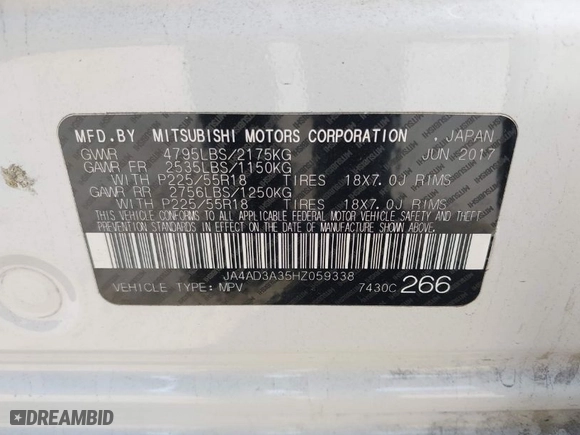 MFD.BY MITSUBISHI MOTORS CORPORATION . JAPAN
GVWR 4795LBS/2175KG JUN 2017
GAWR FR 2535LBS/1150KG
WITH P225/55R18 TIRES 18X7.0J RIMS
GAWR RR 2756LBS/1250KG
WITH P225/55R18 TIRES 18X7.0J RIMS
THIS VEHICLE CONFORMS TO ALL APPLICABLE FEDERAL MOTOR VEHICLE SAFETY AND THEFT
PREVENTION STANDARDS IN EFFECT ON THE DATE OF MANUFACTURE SHOWN ABOVE.
JA4AD3A35HZ059338
VEHICLE TYPE: MPV 7430C 266
DREAMBID